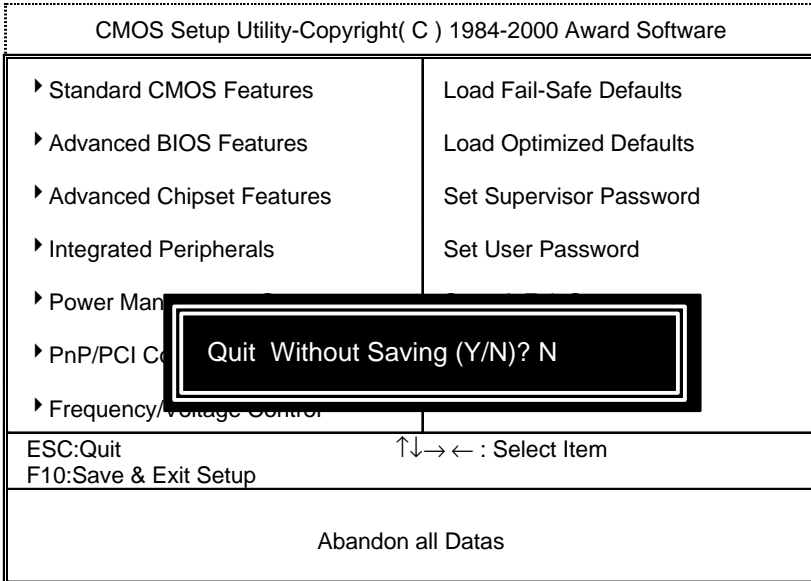 CMOS Setup Utility-Copyright( C ) 1984-2000 Award Software
Standard CMOS Features
Advanced BIOS Features
Advanced Chipset Features
Integrated Peripherals
Power Man
PnP/PCI Co
Frequency/Voltage Control
Load Fail-Safe Defaults
Load Optimized Defaults
Set Supervisor Password
Set User Password
Quit Without Saving (Y/N)? N
ESC:Quit
↑↓→← : Select Item
F10:Save & Exit Setup
Abandon all Datas